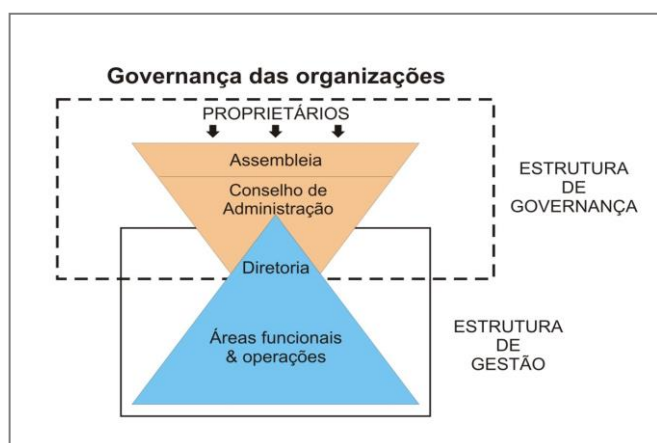 Governança das organizações
PROPRIETÁRIOS
Assembleia
Conselho de
Administração
ESTRUTURA
DE
GOVERNANÇA
Diretoria
Áreas funcionais
& operações
ESTRUTURA
DE
GESTÃO